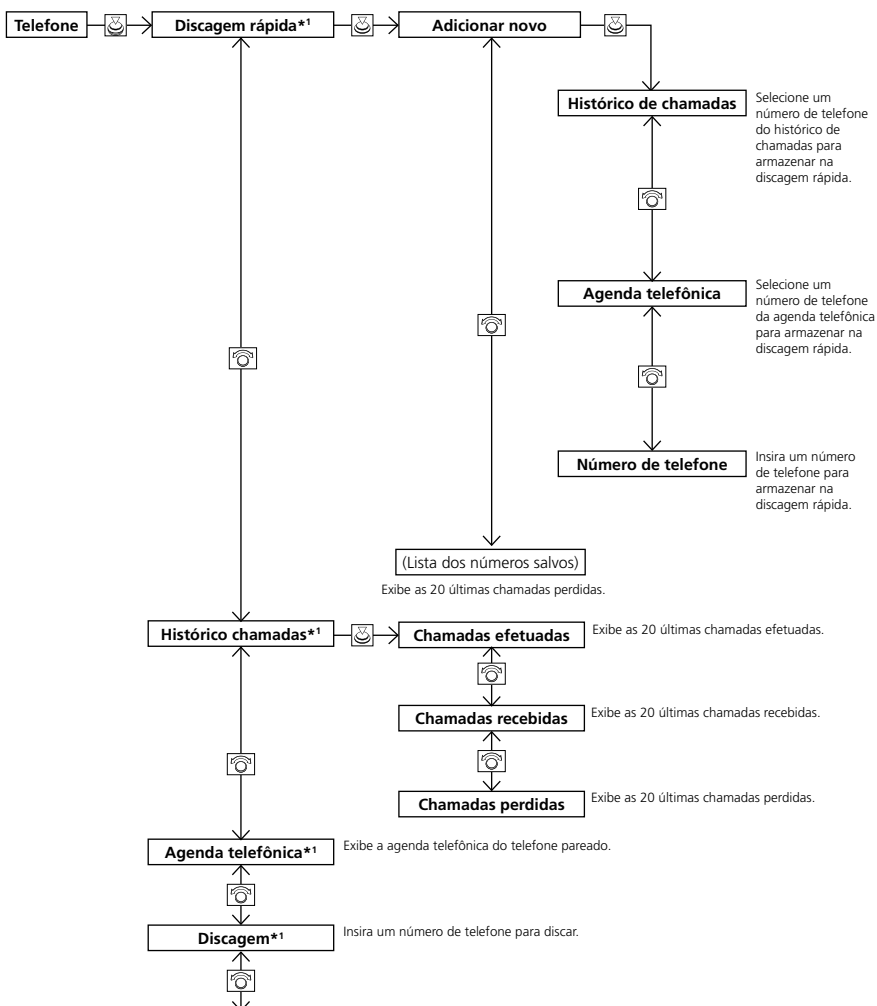 Telefone
Discagem rápida*¹
Adicionar novo
Histórico de chamadas
Selecione um
número de telefone
do histórico de
chamadas para
armazenar na
discagem rápida.
Agenda telefônica
Selecione um
número de telefone
da agenda telefônica
para armazenar na
discagem rápida.
Número de telefone
Insira um número
de telefone para
armazenar na
discagem rápida.
(Lista dos números salvos)
Exibe as 20 últimas chamadas perdidas.
Histórico chamadas*¹
Chamadas efetuadas
Exibe as 20 últimas chamadas efetuadas.
Chamadas recebidas
Exibe as 20 últimas chamadas recebidas.
Chamadas perdidas
Exibe as 20 últimas chamadas perdidas.
Agenda telefônica*¹
Exibe a agenda telefônica do telefone pareado.
Discagem*¹
Insira um número de telefone para discar.